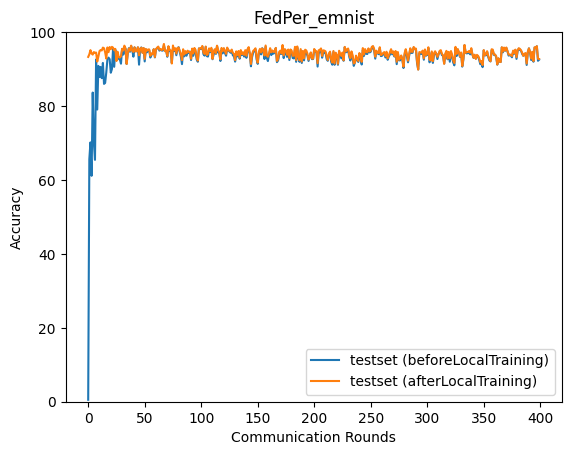 FedPer_emnist
Accuracy
100
80
60
40
20
0
0 50 100 150 200 250 300 350 400
Communication Rounds
testset (beforeLocalTraining)
testset (afterLocalTraining)